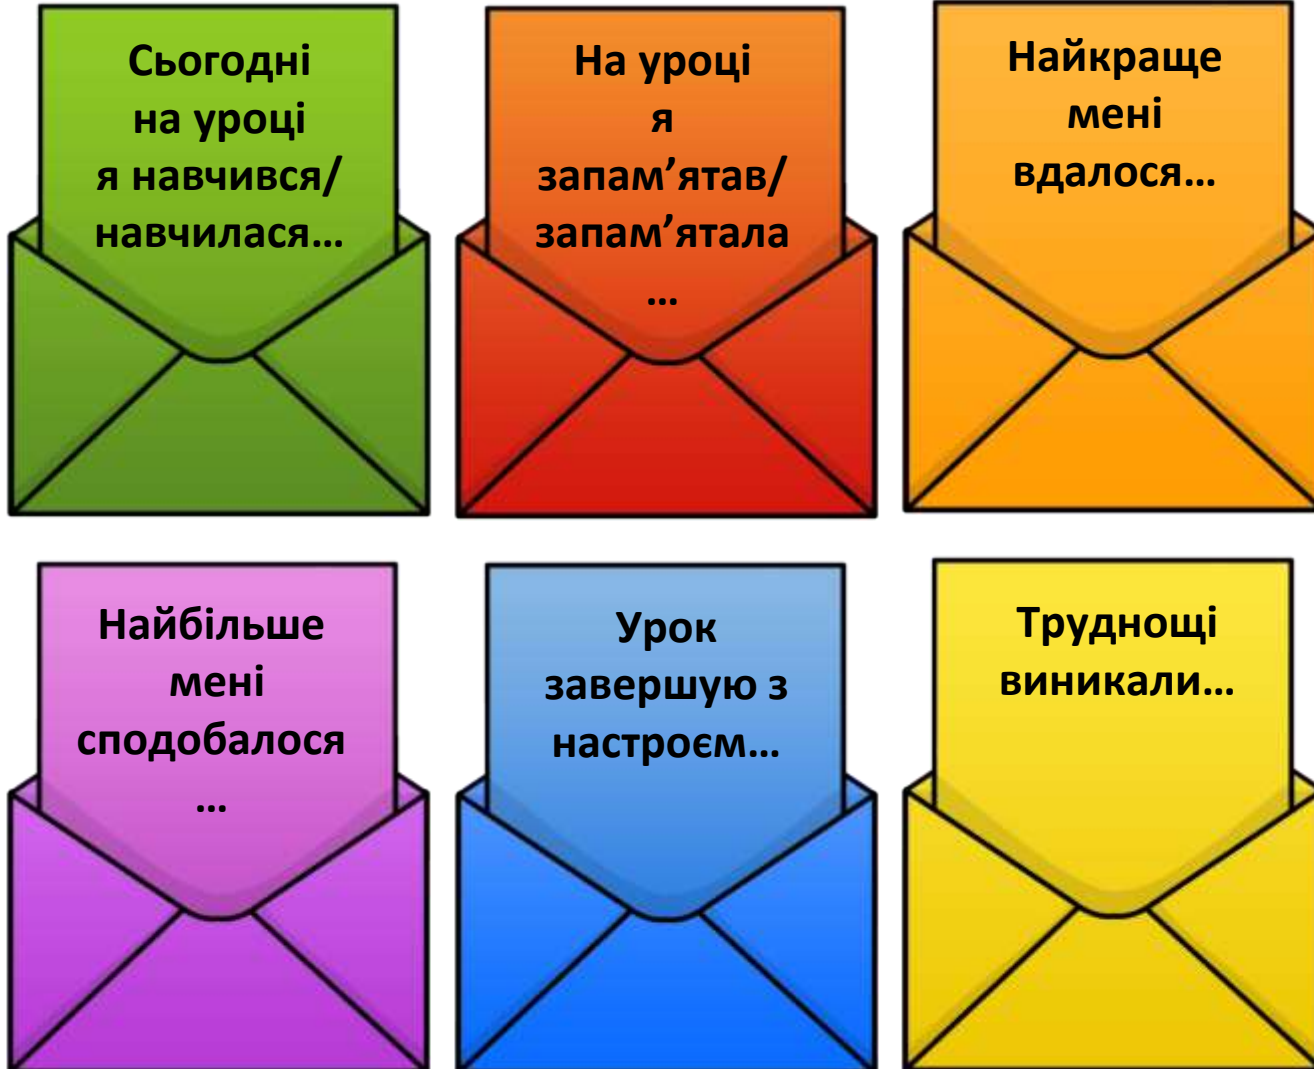 Сьогодні
на уроці
я навчився/
навчилася…
На уроці
я
запам’ятав/
запам’ятала
…
Найкраще
мені
вдалося…
Найбільше
мені
сподобалося
…
Урок
завершую з
настроєм…
Труднощі
виникали…